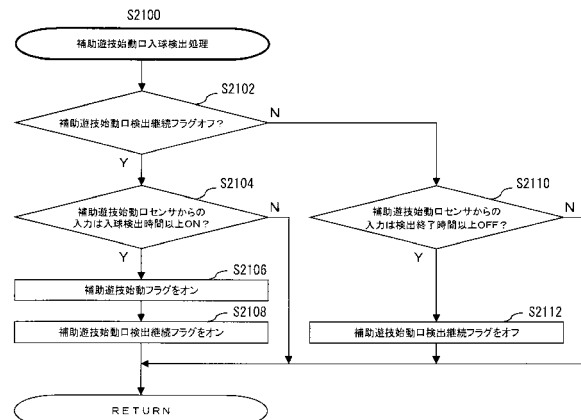 S2100
補助遊技始動口入球検出処理
S2102
補助遊技始動口検出継続フラグオフ？
N
Y
S2104
補助遊技始動口センサからの
入力は入球検出時間以上ON？
N
Y
S2110
補助遊技始動口センサからの
入力は検出終了時間以上OFF？
N
Y
S2106
補助遊技始動フラグをオン
S2108
補助遊技始動口検出継続フラグをオン
S2112
補助遊技始動口検出継続フラグをオフ
RETURN